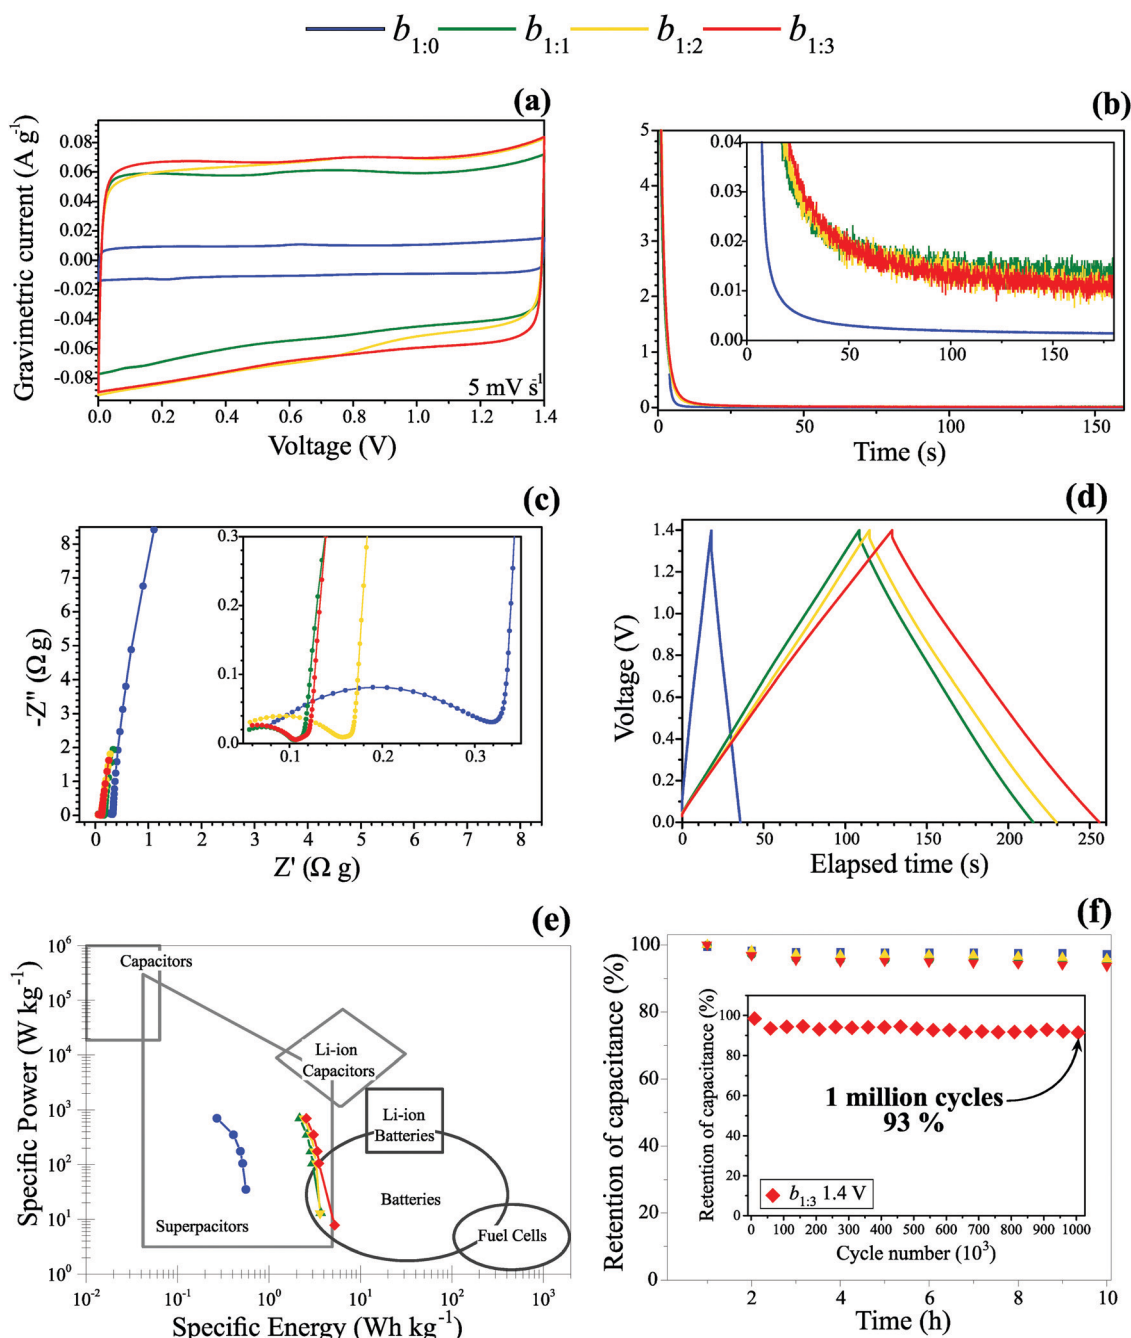 b1:0 b1:1 b1:2 b1:3
(a)
Gravimetric current (A g-1)
0.08
0.06
0.04
0.02
0.00
-0.02
-0.04
-0.06
-0.08
5 mV s-1
0.0 0.2 0.4 0.6 0.8 1.0 1.2 1.4
Voltage (V)
(b)
5
4
3
2
1
0
0.04
0.03
0.02
0.01
0.00
0 50 100 150
50 100 150
Time (s)
(c)
-Z'' (Ω g)
8
7
6
5
4
3
2
1
0
0.3
0.2
0.1
0.0
0.1 0.2 0.3
0 1 2 3 4 5 6 7 8
Z' (Ω g)
(d)
Voltage (V)
1.4
1.2
1.0
0.8
0.6
0.4
0.2
0.0
0 50 100 150 200 250
Elapsed time (s)
(e)
Specific Power (W kg-1)
10^6
10^5
10^4
10^3
10^2
10^1
10^0
Capacitors
Li-ion
Capacitors
Li-ion
Batteries
Batteries
Superpacitors
Fuel Cells
10^-2 10^-1 10^0 10^1 10^2 10^3
Specific Energy (Wh kg-1)
(f)
Retention of capacitance (%)
100
80
60
40
20
0
Retention of capacitance (%)
100
80
60
40
20
0
1 million cycles
93 %
b1:3 1.4 V
0 100 200 300 400 500 600 700 800 900 1000
Cycle number (10^3)
2 4 6 8 10
Time (h)